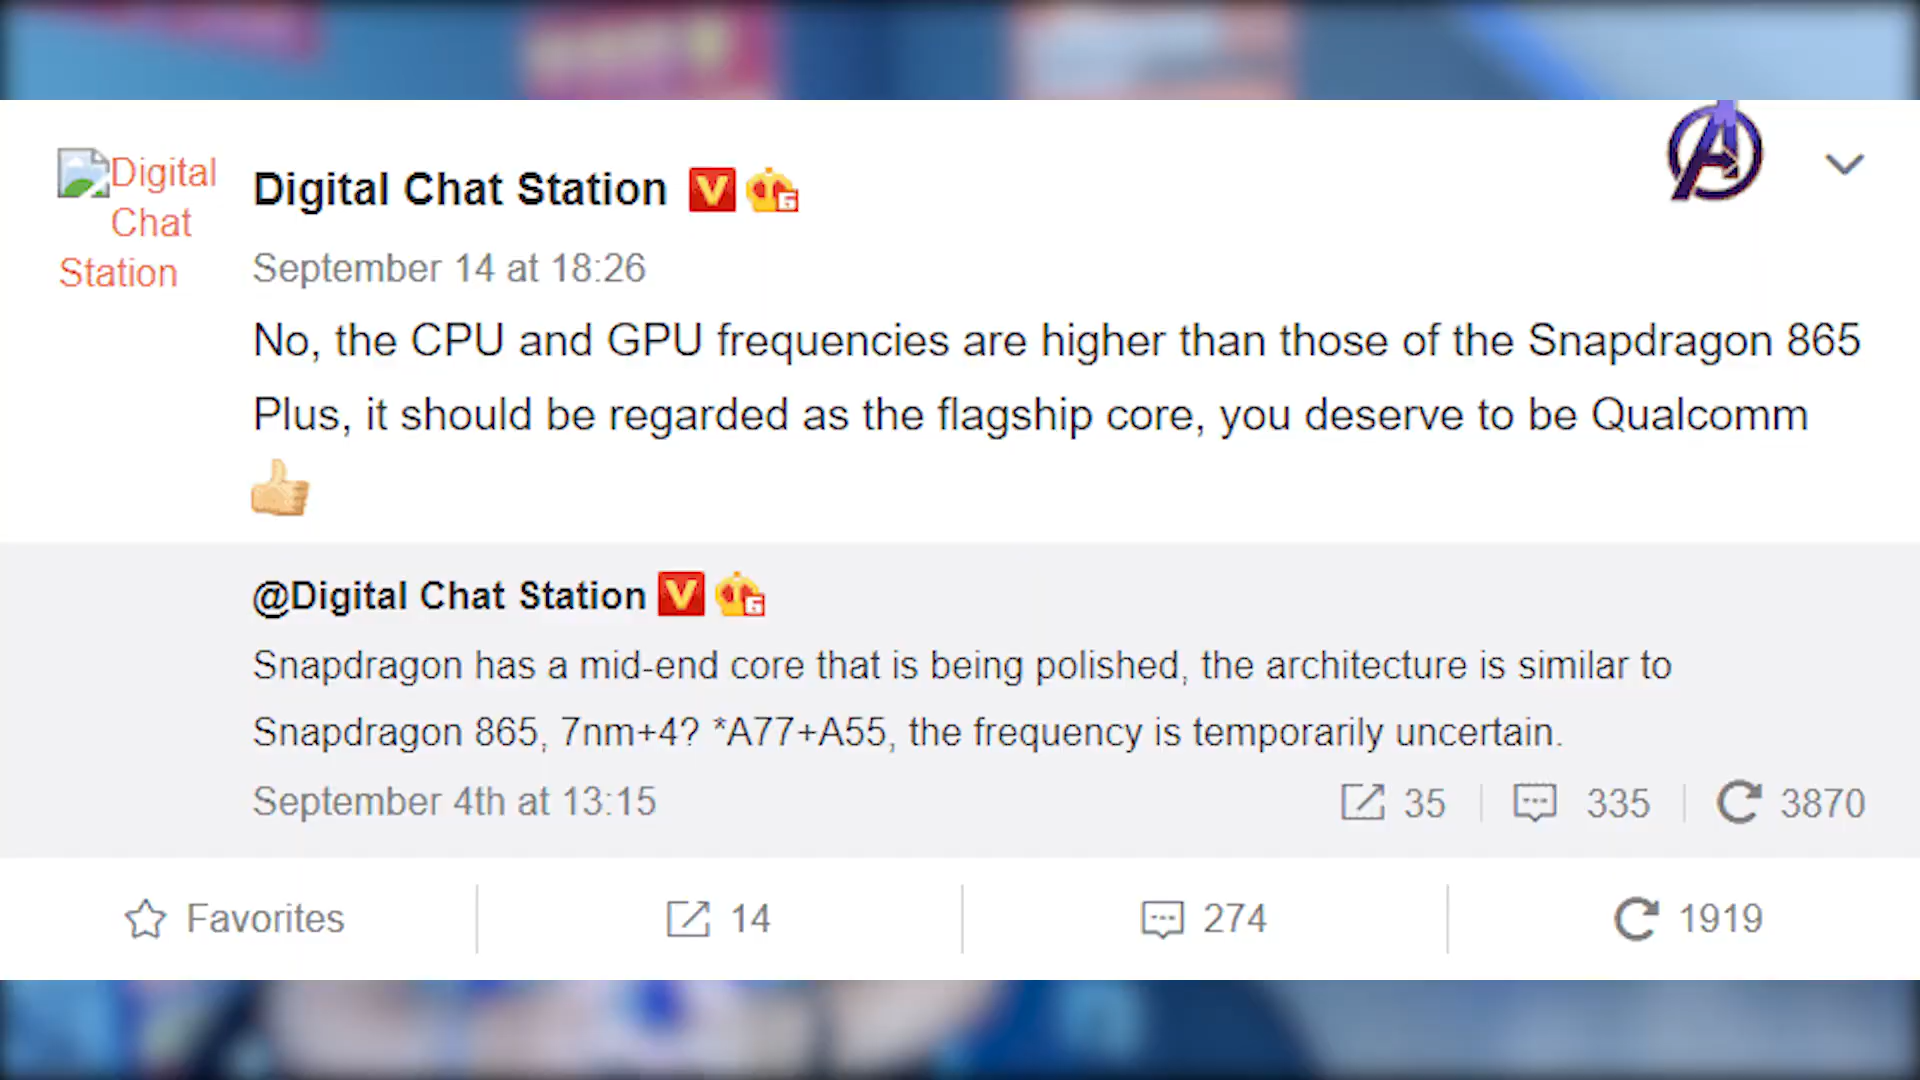 Digital
Chat
Station
Digital Chat Station
September 14 at 18:26
No, the CPU and GPU frequencies are higher than those of the Snapdragon 865
Plus, it should be regarded as the flagship core, you deserve to be Qualcomm
@Digital Chat Station
Snapdragon has a mid-end core that is being polished, the architecture is similar to
Snapdragon 865, 7nm+4? *A77+A55, the frequency is temporarily uncertain.
September 4th at 13:15
35
335
3870
Favorites
14
274
1919